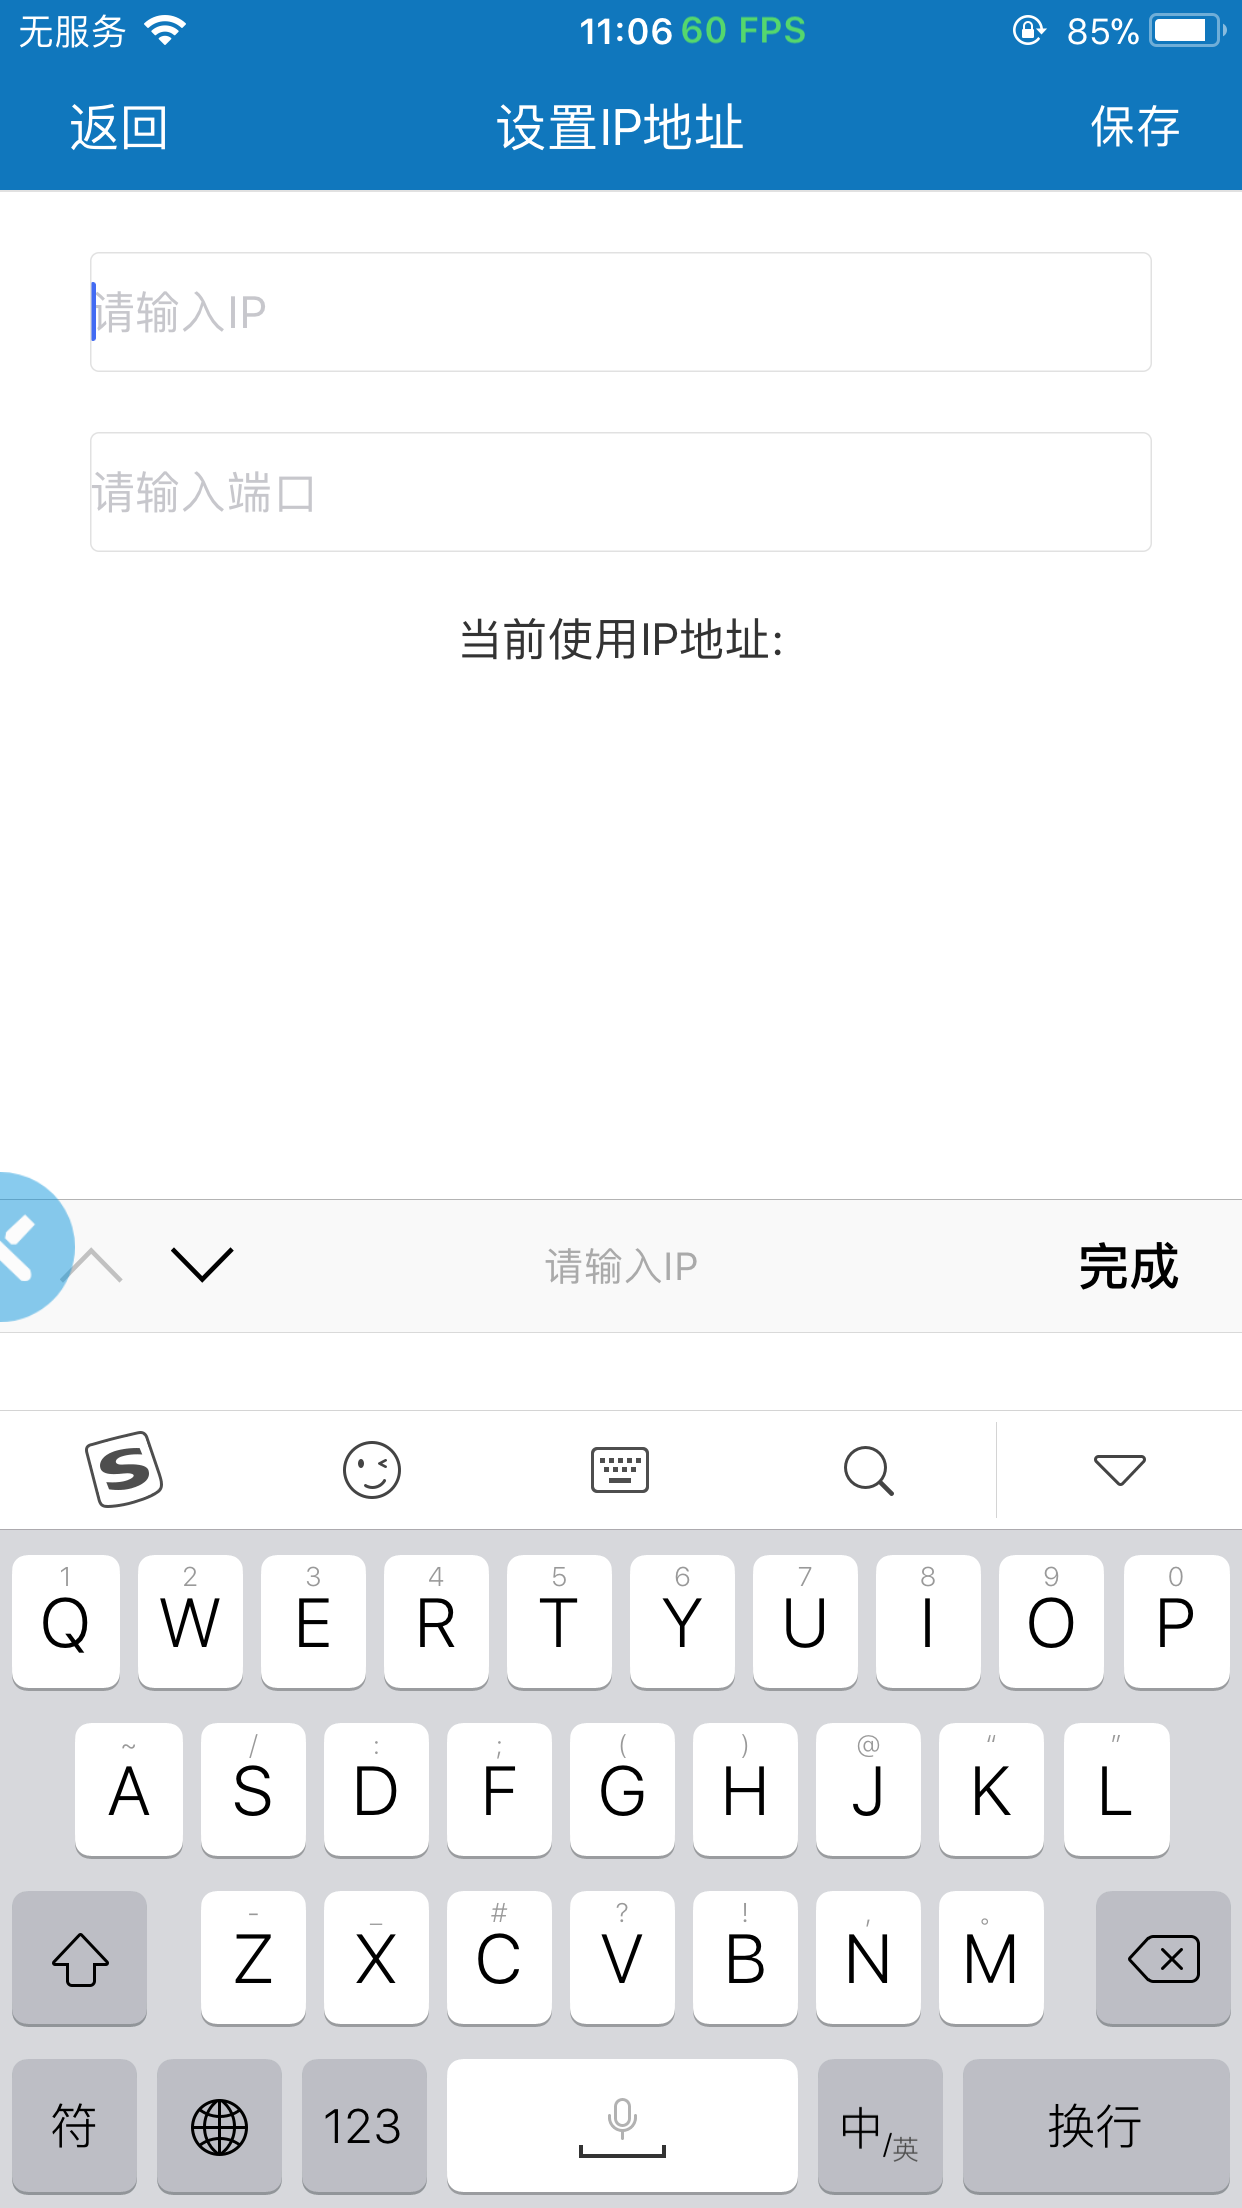 无服务 11:06 60 FPS 85%
返回 设置IP地址 保存
请输入IP
请输入端口
当前使用IP地址:
请输入IP 完成
1 2 3 4 5 6 7 8 9 0
Q W E R T Y U I O P
~ / : ; ( ) @ “ ”
A S D F G H J K L
- _ # ? ! , 。
Z X C V B N M
符 123 中/英 换行